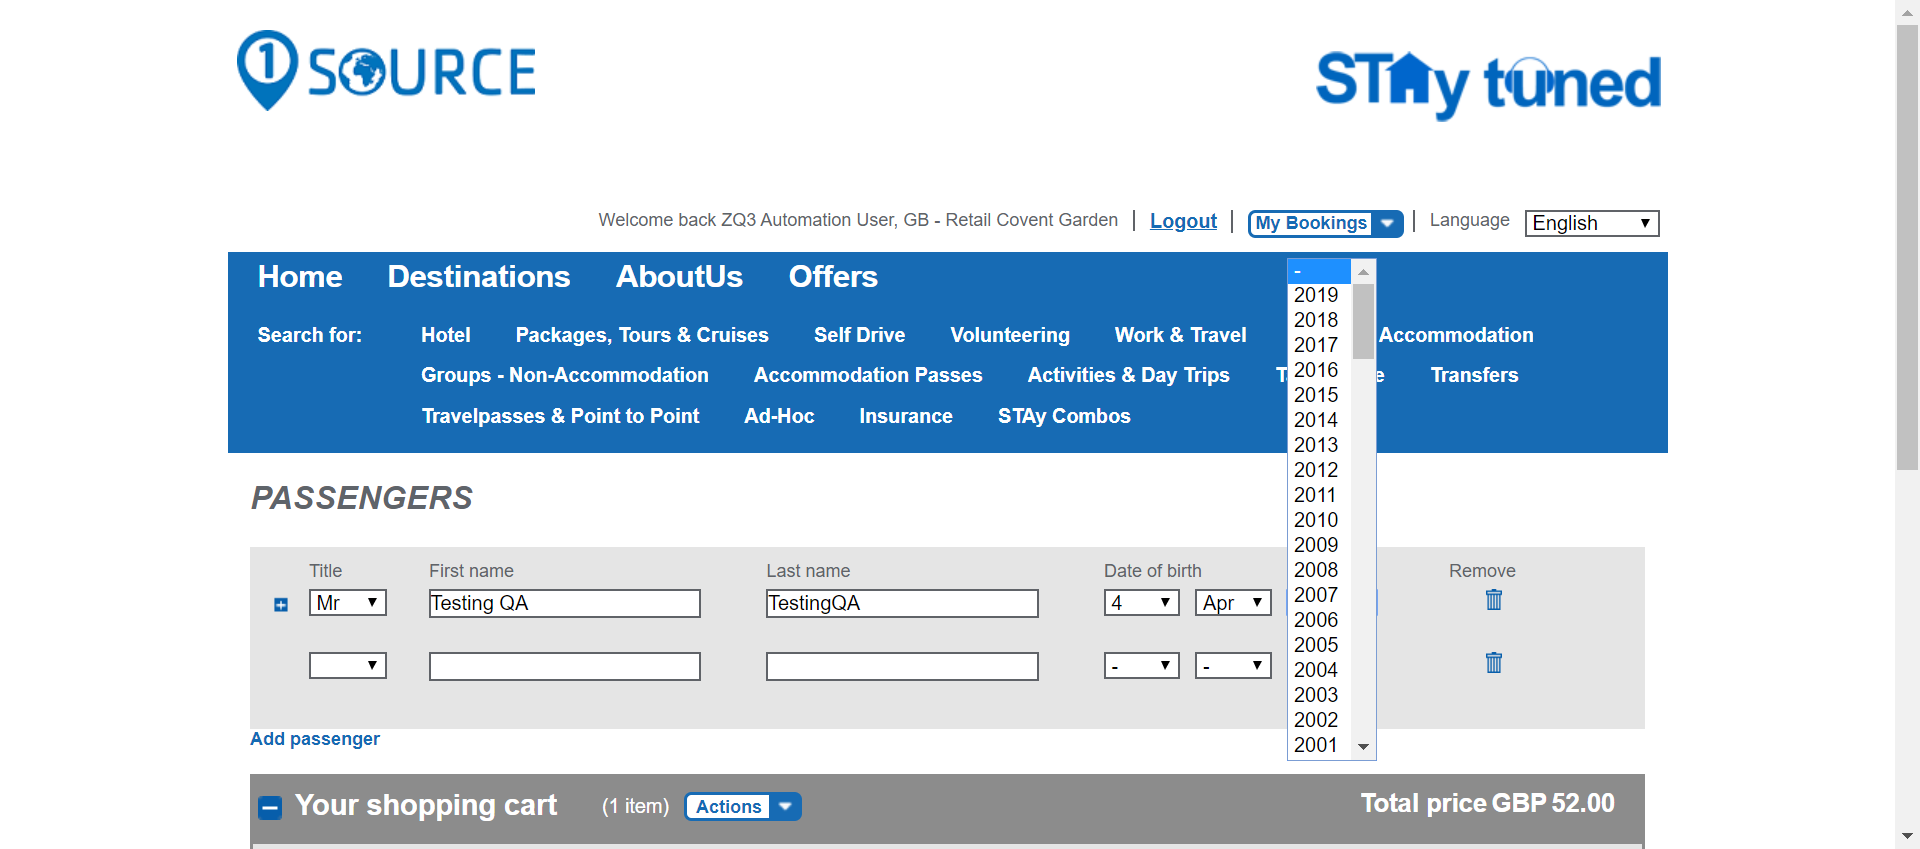 1 SOURCE
STAy tuned
Welcome back ZQ3 Automation User, GB - Retail Covent Garden
Logout
My Bookings
Language
English
Home Destinations AboutUs Offers
Search for: Hotel Packages, Tours & Cruises Self Drive Volunteering Work & Travel Accommodation
Groups - Non-Accommodation Accommodation Passes Activities & Day Trips Transfers
Travelpasses & Point to Point Ad-Hoc Insurance STAy Combos
-
2019
2018
2017
2016
2015
2014
2013
2012
2011
2010
2009
2008
2007
2006
2005
2004
2003
2002
2001
PASSENGERS
Title First name Last name Date of birth Remove
Mr Testing QA TestingQA 4 Apr
- -
Add passenger
Your shopping cart (1 item) Actions Total price GBP 52.00